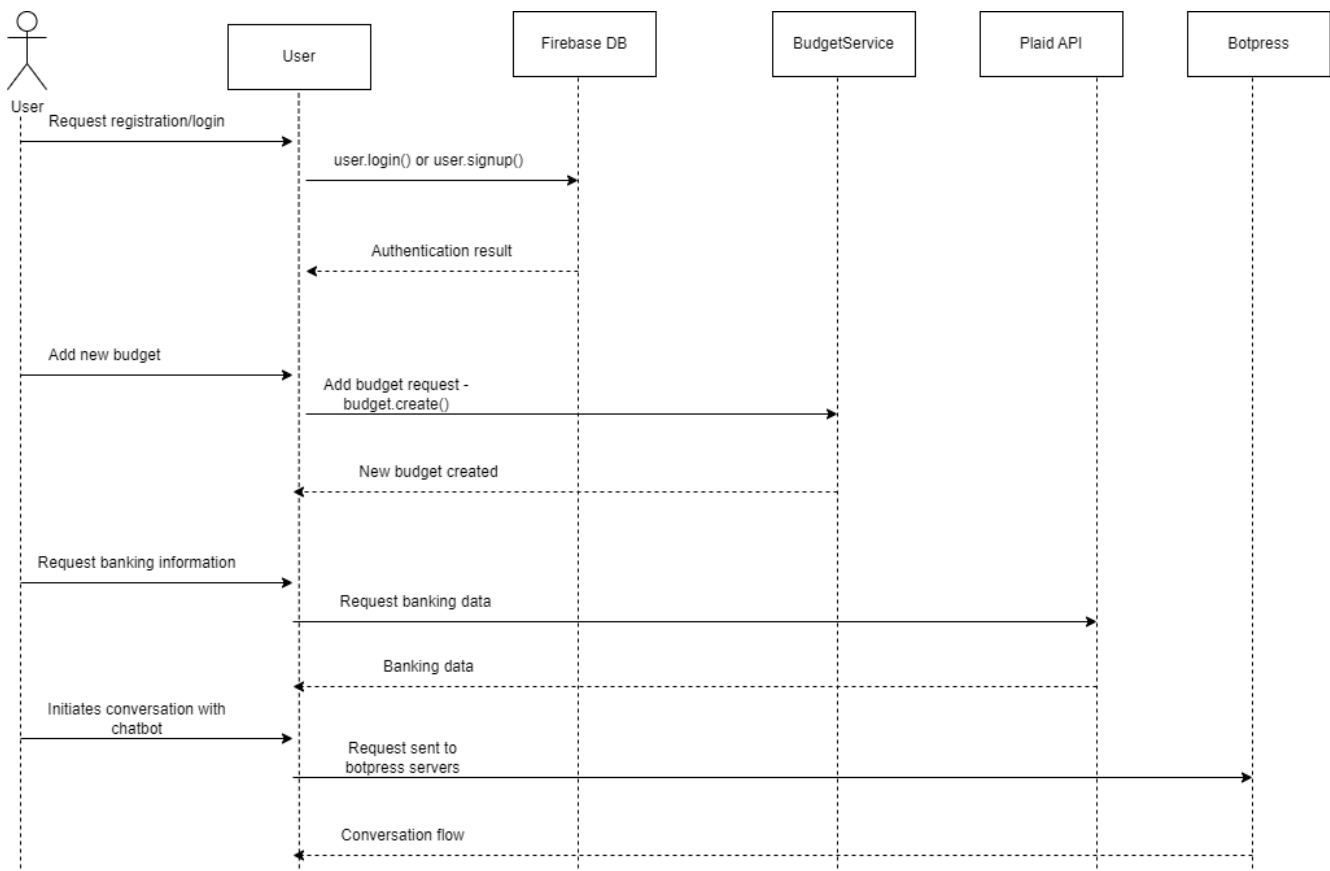 User
User
Firebase DB
BudgetService
Plaid API
Botpress
Request registration/login
user.login() or user.signup()
Authentication result
Add new budget
Add budget request -
budget.create()
New budget created
Request banking information
Request banking data
Banking data
Initiates conversation with
chatbot
Request sent to
botpress servers
Conversation flow